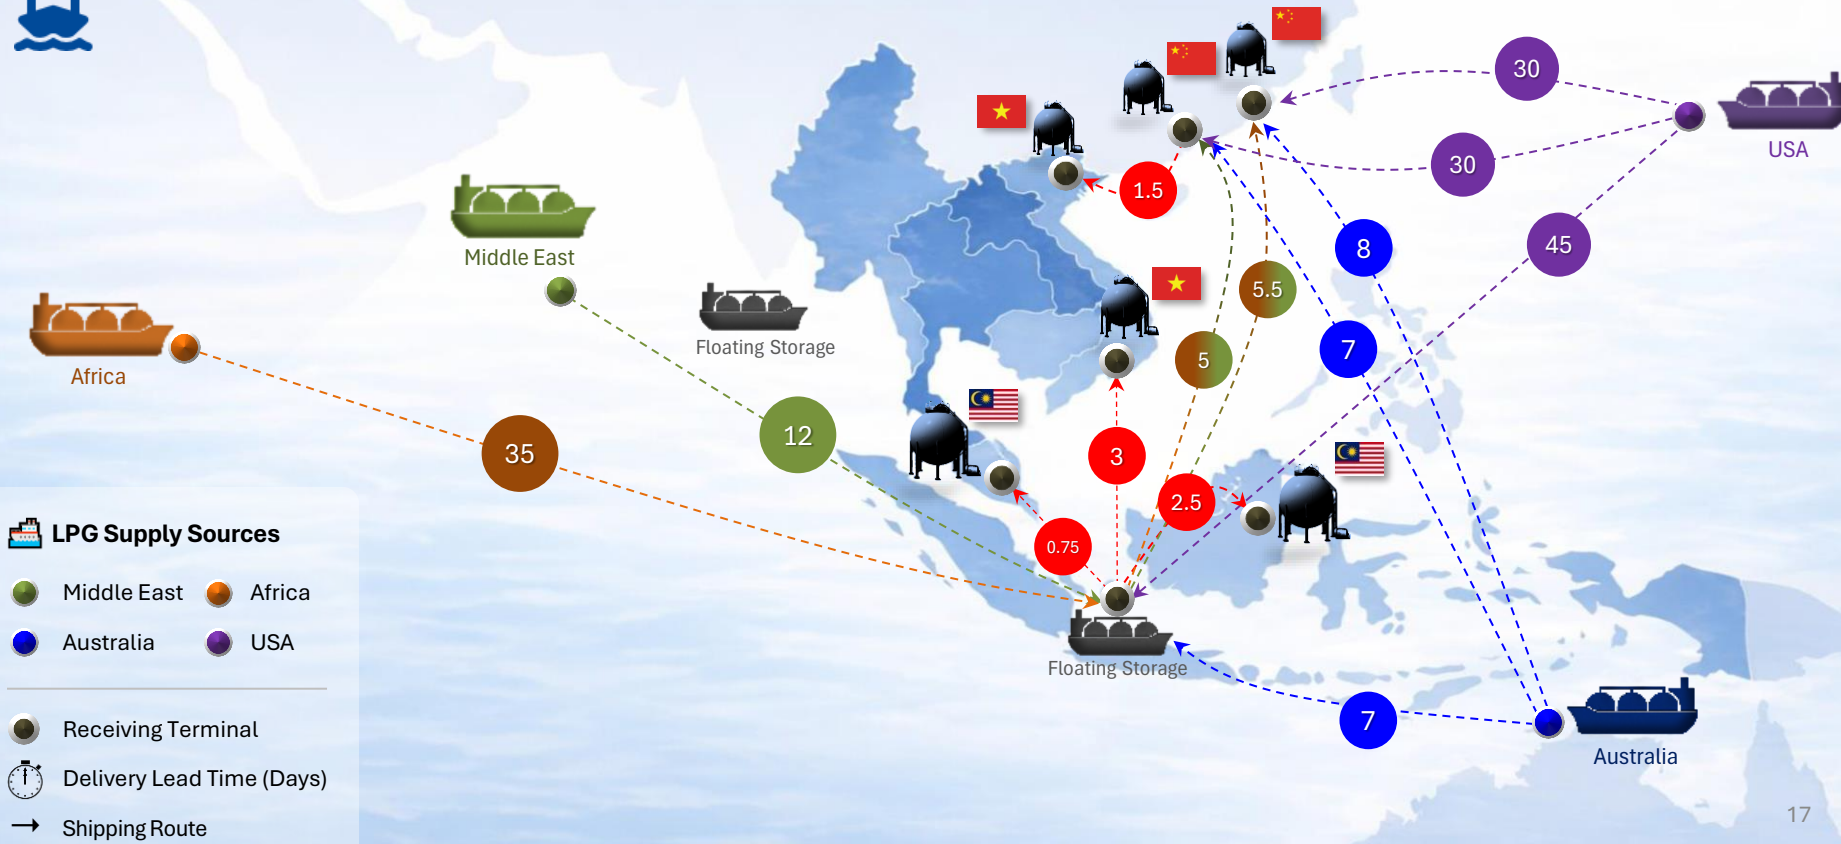 30
USA
30
1.5
45
8
Middle East
5.5
Floating Storage
7
5
Africa
12
35
3
2.5
0.75
LPG Supply Sources
Middle East
Africa
Australia
USA
Floating Storage
7
Australia
Receiving Terminal
Delivery Lead Time (Days)
Shipping Route
17